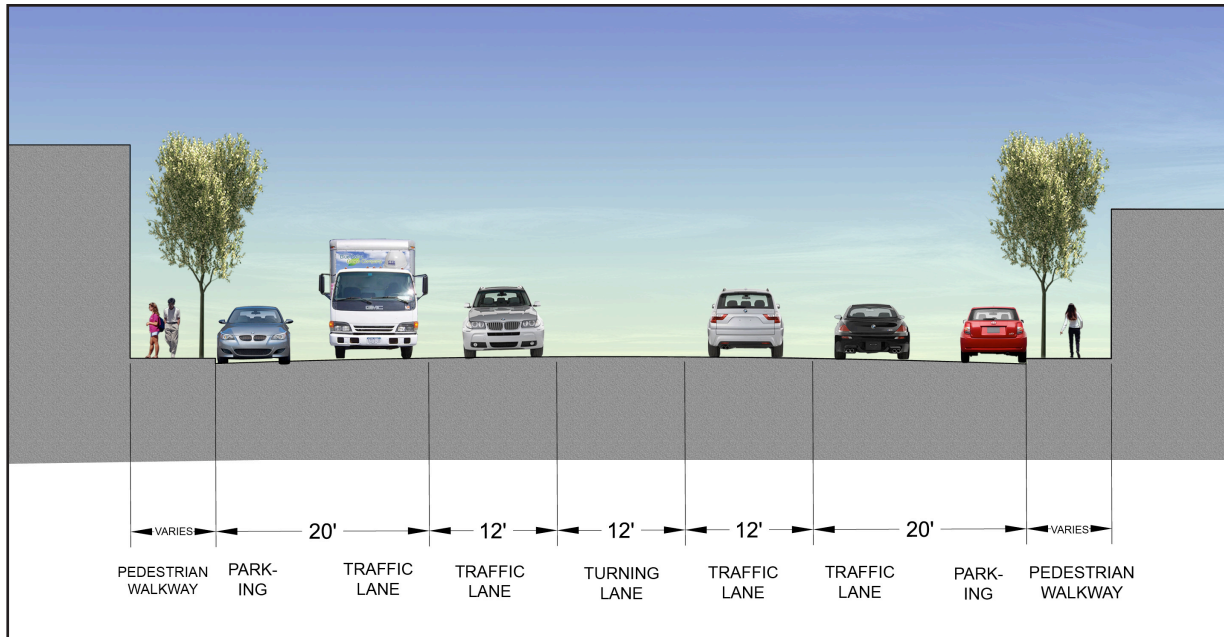 GMC
VARIES
20'
12'
12'
12'
20'
VARIES
PEDESTRIAN
WALKWAY
PARK-
ING
TRAFFIC
LANE
TRAFFIC
LANE
TURNING
LANE
TRAFFIC
LANE
TRAFFIC
LANE
PARK-
ING
PEDESTRIAN
WALKWAY